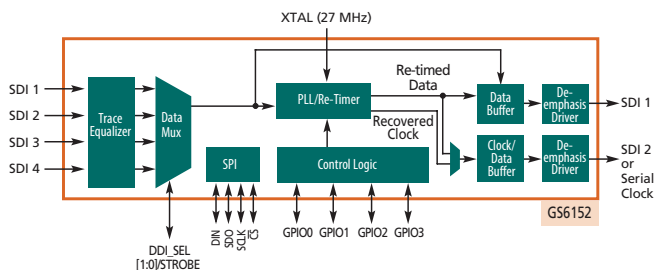 XTAL (27 MHz)
SDI 1
SDI 2
SDI 3
SDI 4
Trace
Equalizer
Data
Mux
PLL/Re-Timer
Re-timed
Data
Recovered
Clock
Data
Buffer
De-
emphasis
Driver
SDI 1
SPI
Control Logic
Clock/
Data
Buffer
De-
emphasis
Driver
SDI 2
or
Serial
Clock
GS6152
DDI_SEL
[1:0]/STROBE
DIN
SDO
SCLK
CS
GPIO0
GPIO1
GPIO2
GPIO3